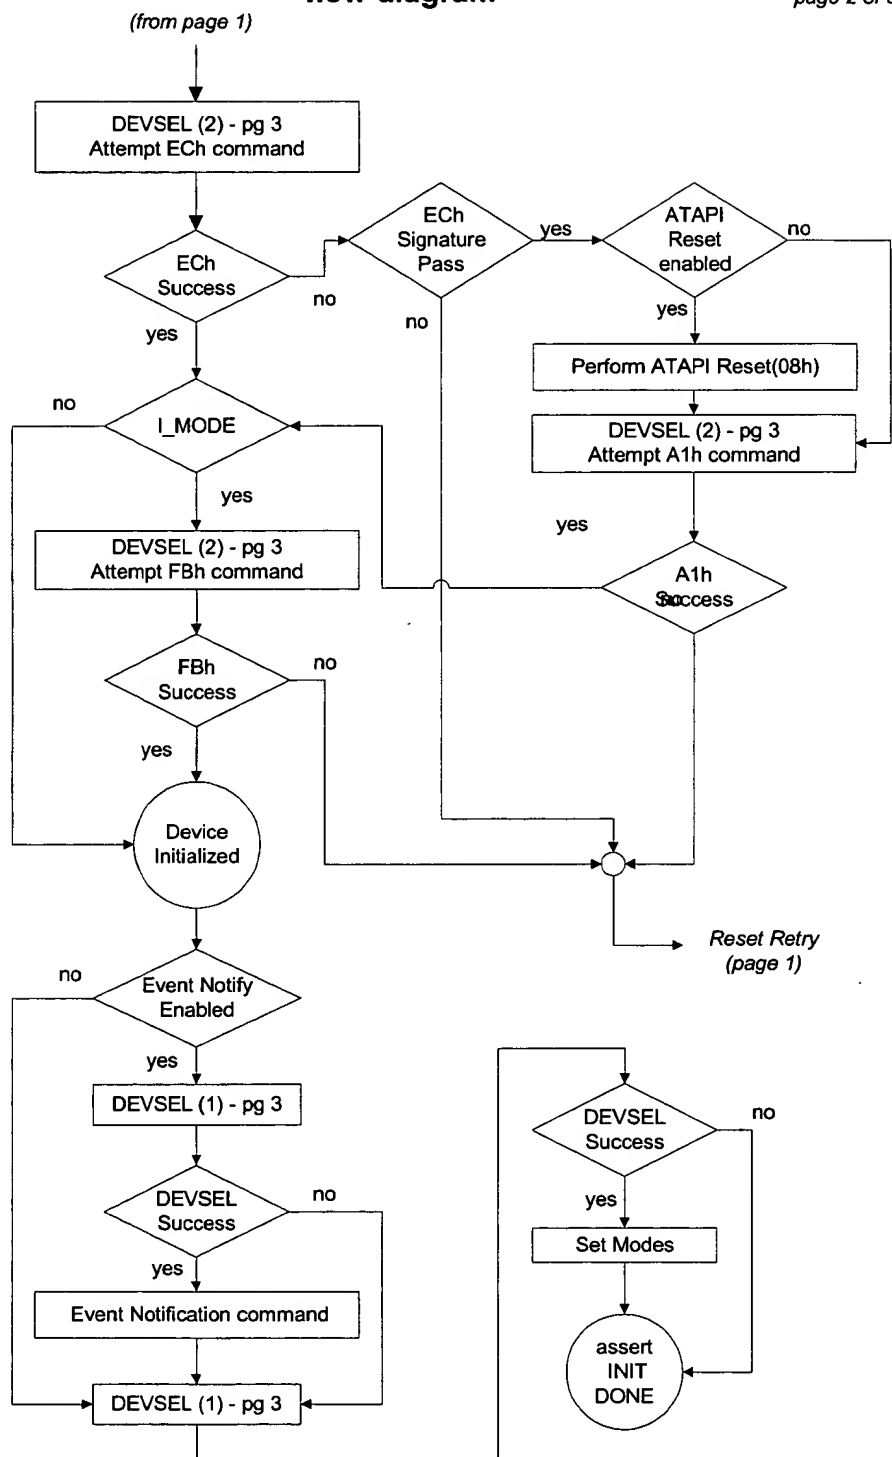 flow diagram
(from page 1)
DEVSEL (2) - pg 3
Attempt ECh command
ECh
Success
no
yes
ECh
Signature
Pass
yes
no
ATAPI
Reset
enabled
no
yes
Perform ATAPI Reset(08h)
DEVSEL (2) - pg 3
Attempt A1h command
yes
A1h
Success
no
I_MODE
no
yes
DEVSEL (2) - pg 3
Attempt FBh command
FBh
Success
no
yes
Device
Initialized
Reset Retry
(page 1)
Event Notify
Enabled
no
yes
DEVSEL (1) - pg 3
DEVSEL
Success
no
yes
Event Notification command
DEVSEL (1) - pg 3
DEVSEL
Success
no
yes
Set Modes
assert
INIT
DONE